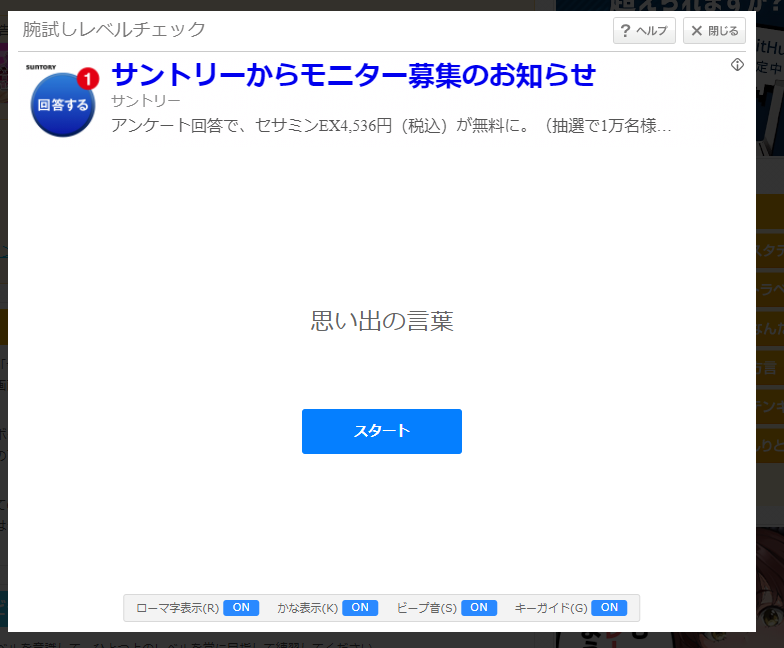 腕試しレベルチェック
? ヘルプ
× 閉じる
SUNTORY
1
回答する
サントリーからモニター募集のお知らせ
サントリー
アンケート回答で、セサミンEX4,536円（税込）が無料に。（抽選で1万名様…
思い出の言葉
スタート
ローマ字表示(R) ON かな表示(K) ON ビープ音(S) ON キーガイド(G) ON